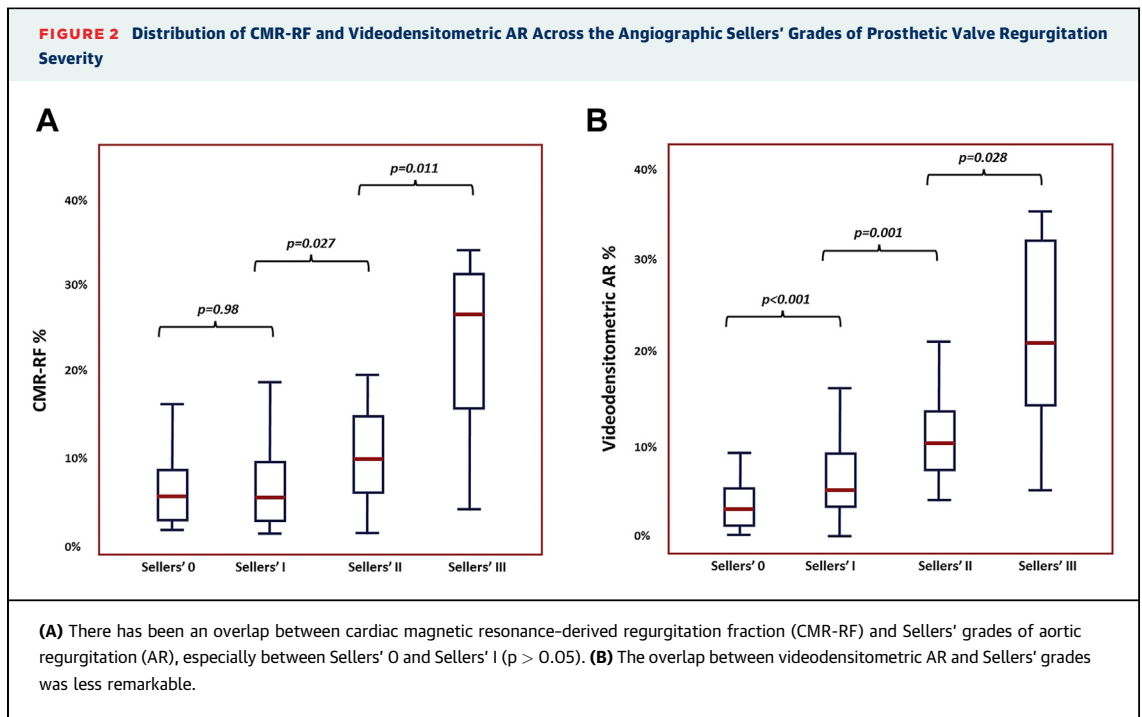 FIGURE 2 Distribution of CMR-RF and Videodensitometric AR Across the Angiographic Sellers' Grades of Prosthetic Valve Regurgitation
Severity
A
CMR-RF %
40%
30%
20%
10%
0%
p=0.98
p=0.027
p=0.011
Sellers' 0
Sellers' I
Sellers' II
Sellers' III
B
Videodensitometric AR %
40%
30%
20%
10%
0%
p<0.001
p=0.001
p=0.028
Sellers' 0
Sellers' I
Sellers' II
Sellers' III
(A) There has been an overlap between cardiac magnetic resonance–derived regurgitation fraction (CMR-RF) and Sellers' grades of aortic
regurgitation (AR), especially between Sellers' 0 and Sellers' I (p > 0.05). (B) The overlap between videodensitometric AR and Sellers' grades
was less remarkable.